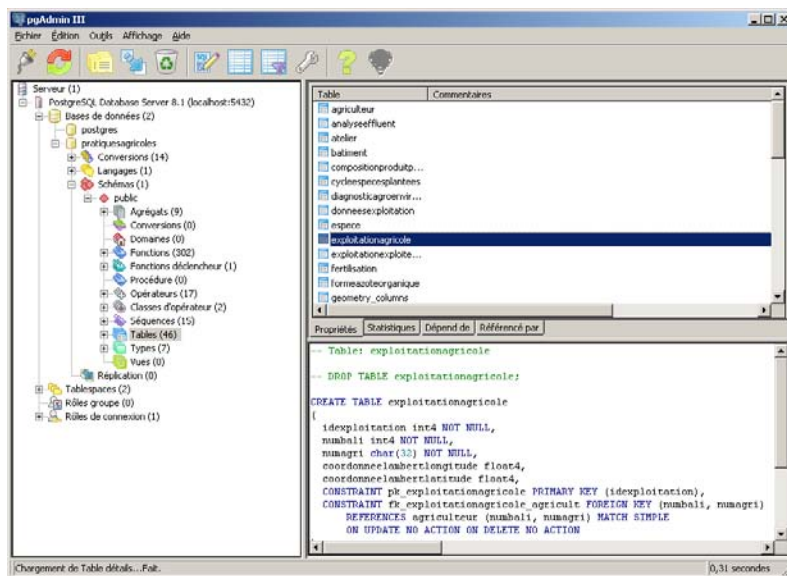 pgAdmin III
Fichier Édition Outils Affichage Aide
Serveur (1)
PostgreSQL Database Server 8.1 (localhost:5432)
Bases de données (2)
postgres
pratiquesagricoles
Conversions (14)
Langages (1)
Schémas (1)
public
Agrégats (9)
Conversions (0)
Domaines (0)
Functions (302)
Fonctions déclencheur (1)
Procédure (0)
Opérateurs (17)
Classes d'opérateur (2)
Séquences (15)
Tables (46)
Types (7)
Vues (0)
Réplication (0)
Tablespaces (2)
Rôles groupe (0)
Rôles de connexion (1)
Table Commentaires
agriculteur
analyseeffluent
atelier
batiment
compositionproduitp...
cycleespecesplantees
diagnosticagroenvir...
donneesexploitation
espece
exploitationagricole
exploitationexploite...
fertilisation
formeazoteorganique
geometry_columns
Propriétés Statistiques Dépend de Référencé par
-- Table: exploitationagricole
-- DROP TABLE exploitationagricole;
CREATE TABLE exploitationagricole
(
idexploitation int4 NOT NULL,
numbali int4 NOT NULL,
numagri char(32) NOT NULL,
coordonneelambertlongitude float4,
coordonneelambertlatitude float4,
CONSTRAINT pk_exploitationagricole PRIMARY KEY (idexploitation),
CONSTRAINT fk_exploitationagricole_agricult FOREIGN KEY (numbali, numagri)
REFERENCES agriculteur (numbali, numagri) MATCH SIMPLE
ON UPDATE NO ACTION ON DELETE NO ACTION
Chargement de Table détails...Fait. 0,31 secondes